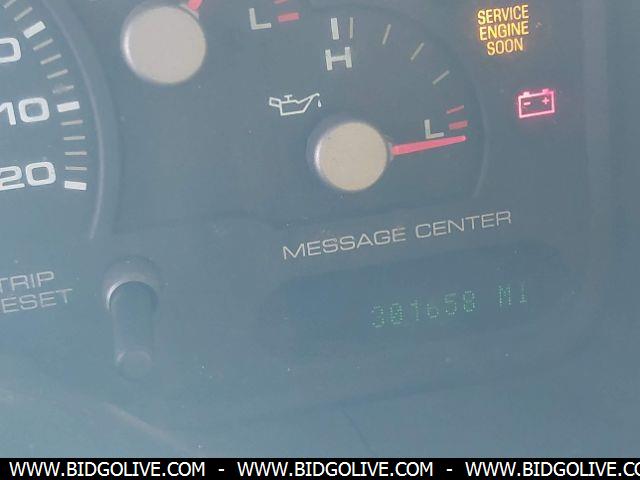 L
H
SERVICE
ENGINE
SOON
10
L
20
MESSAGE CENTER
TRIP
ESET
301658 MI
WWW.BIDGOLIVE.COM - WWW.BIDGOLIVE.COM - WWW.BIDGOLIVE.CO